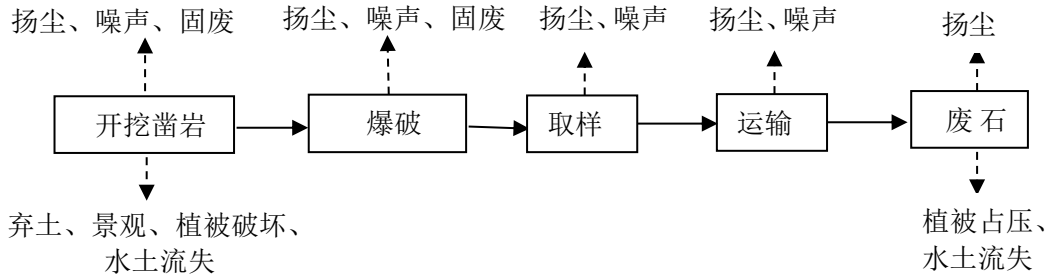 扬尘、噪声、固废
扬尘、噪声、固废
扬尘、噪声
扬尘、噪声
扬尘
开挖凿岩
爆破
取样
运输
废 石
弃土、景观、植被破坏、
水土流失
植被占压、
水土流失